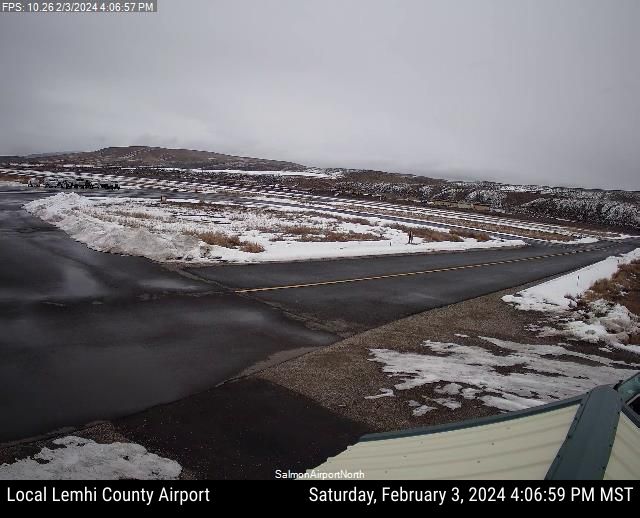 FPS: 10.26 2/3/2024 4:06:57 PM
SalmonAirportNorth
Local Lemhi County Airport
Saturday, February 3, 2024 4:06:59 PM MST